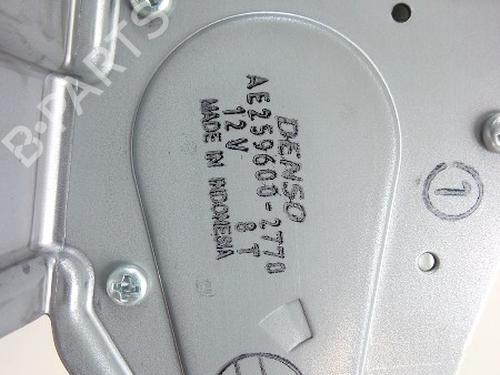 DENSO
AE259600-2770
12V 8T
MADE IN INDONESIA
1
B-PARTS